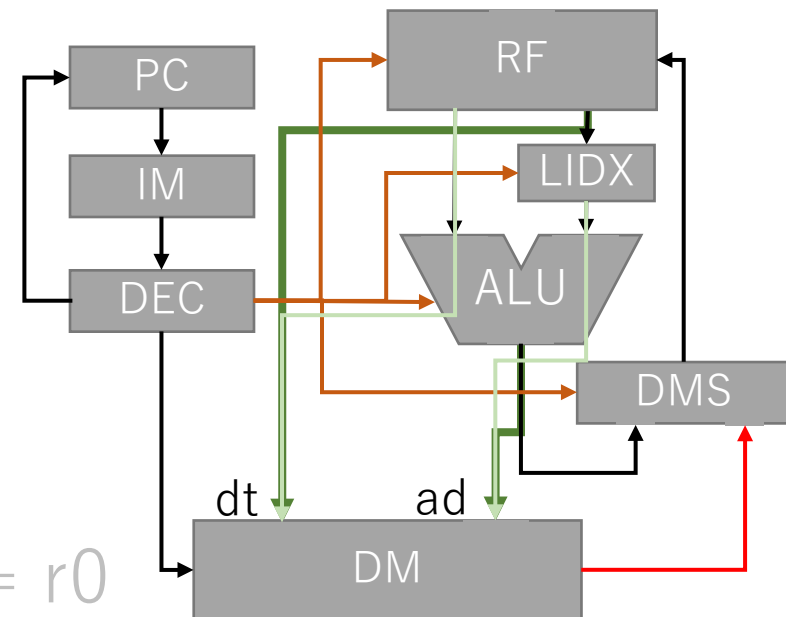 RF
PC
LIDX
IM
ALU
DEC
DMS
dt
ad
DM
= r0